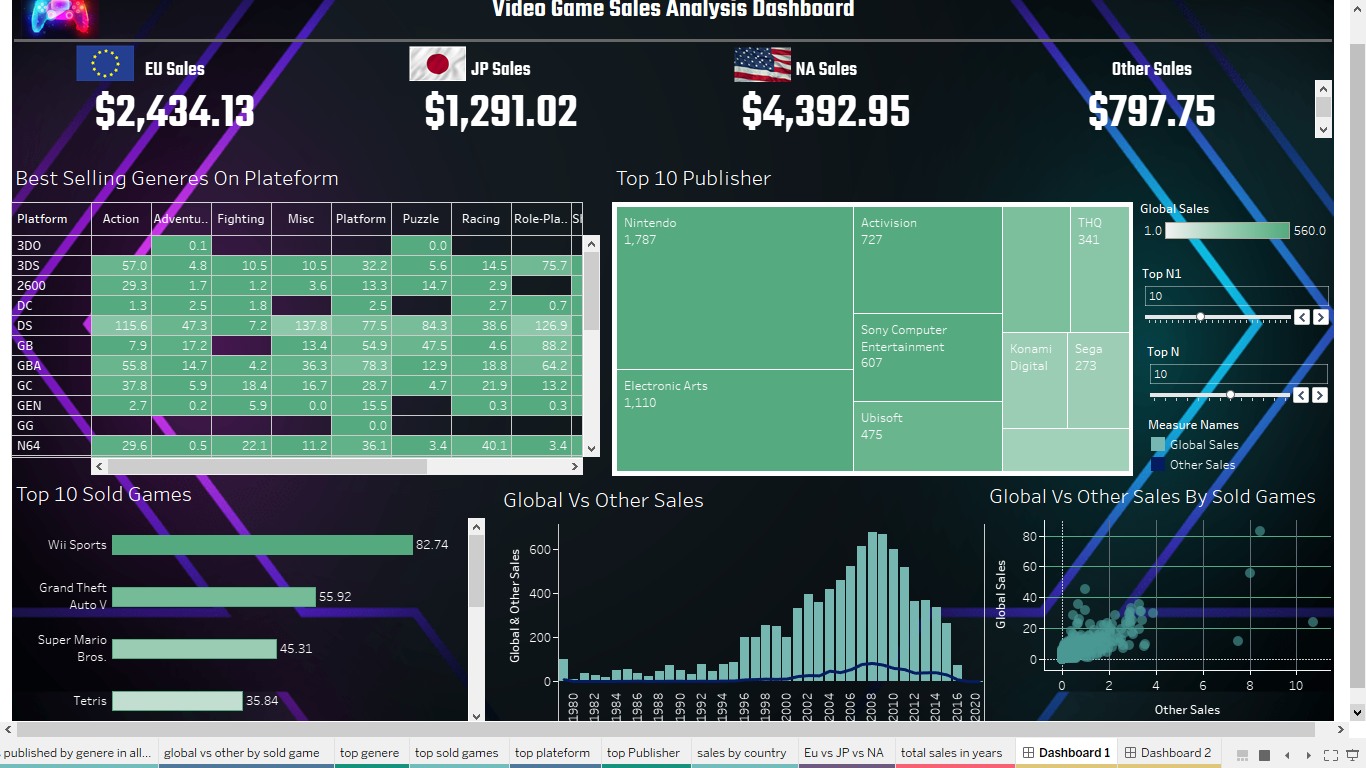 Video Game Sales Analysis Dashboard
EU Sales
$2,434.13
JP Sales
$1,291.02
NA Sales
$4,392.95
Other Sales
$797.75
Best Selling Generes On Plateform
Platform Action Adventu.. Fighting Misc Platform Puzzle Racing Role-Pla..
3DO 0.1 0.0
3DS 57.0 4.8 10.5 10.5 32.2 5.6 14.5 75.7
2600 29.3 1.7 1.2 3.6 13.3 14.7 2.9
DC 1.3 2.5 1.8 2.5 2.7 0.7
DS 115.6 47.3 7.2 137.8 77.5 84.3 38.6 126.9
GB 7.9 17.2 13.4 54.9 47.5 4.6 88.2
GBA 55.8 14.7 4.2 36.3 78.3 12.9 18.8 64.2
GC 37.8 5.9 18.4 16.7 28.7 4.7 21.9 13.2
GEN 2.7 0.2 5.9 0.0 15.5 0.3 0.3
GG 0.0
N64 29.6 0.5 22.1 11.2 36.1 3.4 40.1 3.4
Top 10 Publisher
Nintendo
1,787
Electronic Arts
1,110
Activision
727
Sony Computer
Entertainment
607
Ubisoft
475
THQ
341
Konami
Digital
Sega
273
Global Sales
1.0 560.0
Top N1
10
Top N
10
Measure Names
Global Sales
Other Sales
Top 10 Sold Games
Wii Sports 82.74
Grand Theft
Auto V 55.92
Super Mario
Bros. 45.31
Tetris 35.84
Global Vs Other Sales
Global & Other Sales
600
400
200
0
1980 1982 1984 1986 1988 1990 1992 1994 1996 1998 2000 2002 2004 2006 2008 2010 2012 2014 2016 2020
Global Vs Other Sales By Sold Games
Global Sales
80
60
40
20
0
0 2 4 6 8 10
Other Sales
published by genere in all... global vs other by sold game top genere top sold games top plateform top Publisher sales by country Eu vs JP vs NA total sales in years Dashboard 1 Dashboard 2